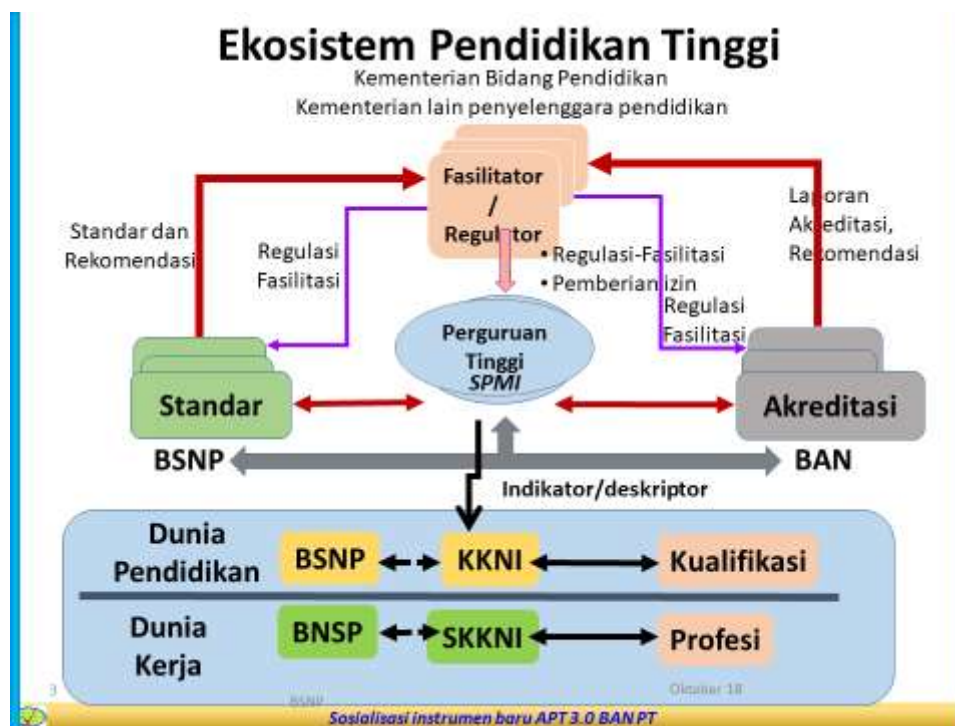 Ekosistem Pendidikan Tinggi
Kementerian Bidang Pendidikan
Kementerian lain penyelenggara pendidikan
Fasilitator
/
Regulator
Standar dan
Rekomendasi
Regulasi
Fasilitasi
• Regulasi-Fasilitasi
• Pemberian izin
Laporan
Akreditasi,
Rekomendasi
Regulasi
Fasilitasi
Perguruan
Tinggi
SPMI
Standar
Akreditasi
BSNP
BAN
Indikator/deskriptor
Dunia
Pendidikan
BSNP
KKNI
Kualifikasi
Dunia
Kerja
BNSP
SKKNI
Profesi
3
BSNP
Oktober 18
Sosialisasi instrumen baru APT 3.0 BAN PT